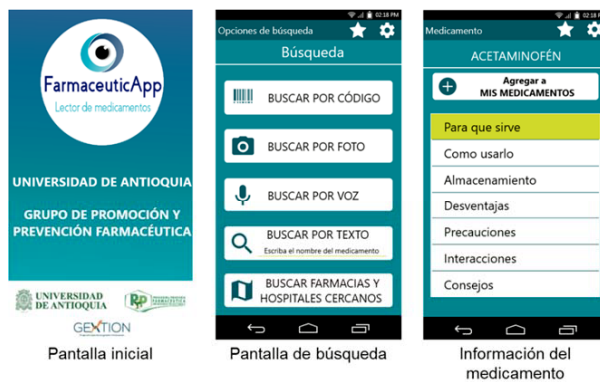 FarmaceuticApp
Lector de medicamentos
UNIVERSIDAD DE ANTIOQUIA
GRUPO DE PROMOCIÓN Y
PREVENCIÓN FARMACÉUTICA
UNIVERSIDAD
DE ANTIOQUIA
GEXTION
Pantalla inicial
02:18 PM
Opciones de búsqueda
Búsqueda
BUSCAR POR CÓDIGO
BUSCAR POR FOTO
BUSCAR POR VOZ
BUSCAR POR TEXTO
Escriba el nombre del medicamento
BUSCAR FARMACIAS Y
HOSPITALES CERCANOS
Pantalla de búsqueda
02:18 PM
Medicamento
ACETAMINOFÉN
Agregar a
MIS MEDICAMENTOS
Para que sirve
Como usarlo
Almacenamiento
Desventajas
Precauciones
Interacciones
Consejos
Información del
medicamento